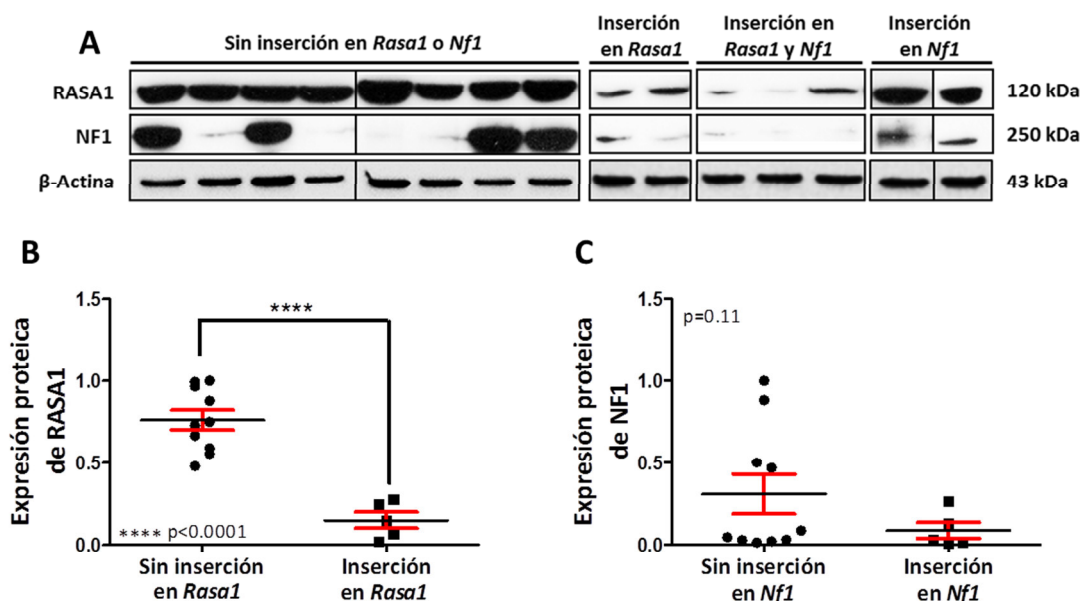 A
Sin inserción en Rasa1 o Nf1
Inserción
en Rasa1
Inserción en
Rasa1 y Nf1
Inserción
en Nf1
RASA1
120 kDa
NF1
250 kDa
β-Actina
43 kDa
B
Expresión proteica
de RASA1
1.5
1.0
0.5
0.0
****
**** p<0.0001
Sin inserción
en Rasa1
Inserción
en Rasa1
C
Expresión proteica
de NF1
1.5
1.0
0.5
0.0
p=0.11
Sin inserción
en Nf1
Inserción
en Nf1